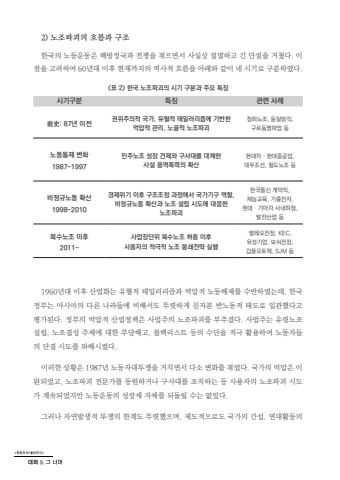 2) 노조파괴의 흐름과 구조
한국의 노동운동은 해방정국과 전쟁을 겪으면서 사실상 절멸하고 긴 단절을 거쳤다. 이
점을 고려하여 60년대 이후 현재까지의 역사적 흐름을 아래와 같이 네 시기로 구분하였다.
<표 2> 한국 노조파괴의 시기 구분과 주요 특징
시기구분 특징 관련 사례
前史: 87년 이전
권위주의적 국가, 유혈적 테일러리즘에 기반한
억압적 관리, 노골적 노조파괴
청피노조, 동일방직,
구로동맹파업 등
노동통제 변화
1987~1997
민주노조 성장 견제와 구사대를 대체한
사설 용역폭력의 확산
현대차 · 현대중공업,
대우조선, 철도노조 등
비정규노동 확산
1998-2010
경제위기 이후 구조조정 과정에서 국가기구 역할,
비정규노동 확산과 노조 설립 시도에 대응한
노조파괴
한국통신 계약직,
재능교육, 기륭전자,
현대 · 기아차 사내하청,
발전산업 등
복수노조 이후
2011~
사업장단위 복수노조 허용 이후
사용자의 적극적 노조 봉쇄전략 실행
발레오전장, KEC,
유성기업, 보쉬전장,
갑을오토텍, SJM 등
1960년대 이후 산업화는 유혈적 테일러리즘과 억압적 노동배제를 수반하였는데, 한국
정부는 아시아의 다른 나라들에 비해서도 뚜렷하게 친자본 반노동적 태도로 일관했다고
평가된다. 정부의 억압적 산업정책은 사업주의 노조파괴를 부추겼다. 사업주는 유령노조
설립, 노조결성 주체에 대한 부당해고, 블랙리스트 등의 수단을 적극 활용하여 노동자들
의 단결 시도를 와해시켰다.
이러한 상황은 1987년 노동자대투쟁을 거치면서 다소 변화를 겪었다. 국가의 억압은 이
완되었고, 노조파괴 전문가를 동원하거나 구사대를 조직하는 등 사용자의 노조파괴 시도
가 계속되었지만 노동운동의 성장세 자체를 되돌릴 수는 없었다.
그러나 자연발생적 투쟁의 한계도 뚜렷했으며, 제도적으로도 국가의 간섭, 연대활동의
대화 & 그 너머